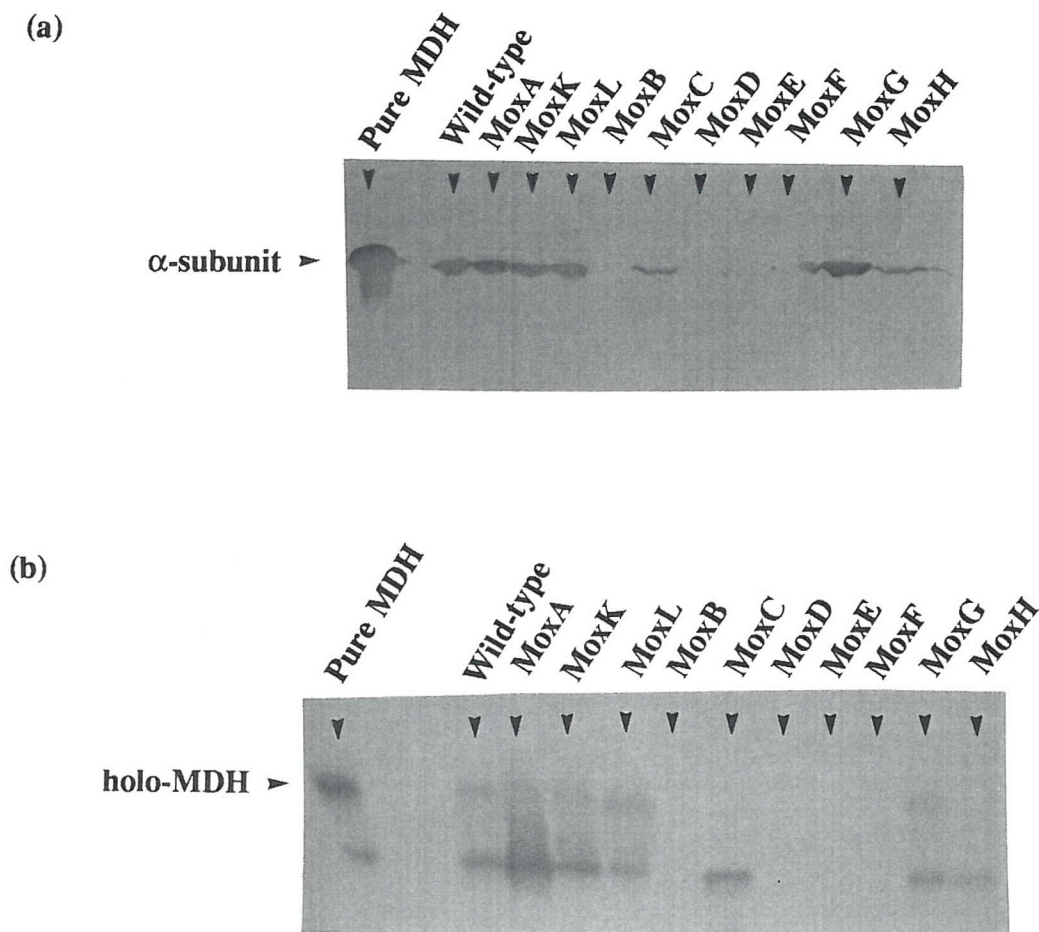 (a)
Pure MDH
Wild-type
MoxA
MoxK
MoxL
MoxB
MoxC
MoxD
MoxE
MoxF
MoxG
MoxH
α-subunit
(b)
Pure MDH
Wild-type
MoxA
MoxK
MoxL
MoxB
MoxC
MoxD
MoxE
MoxF
MoxG
MoxH
holo-MDH